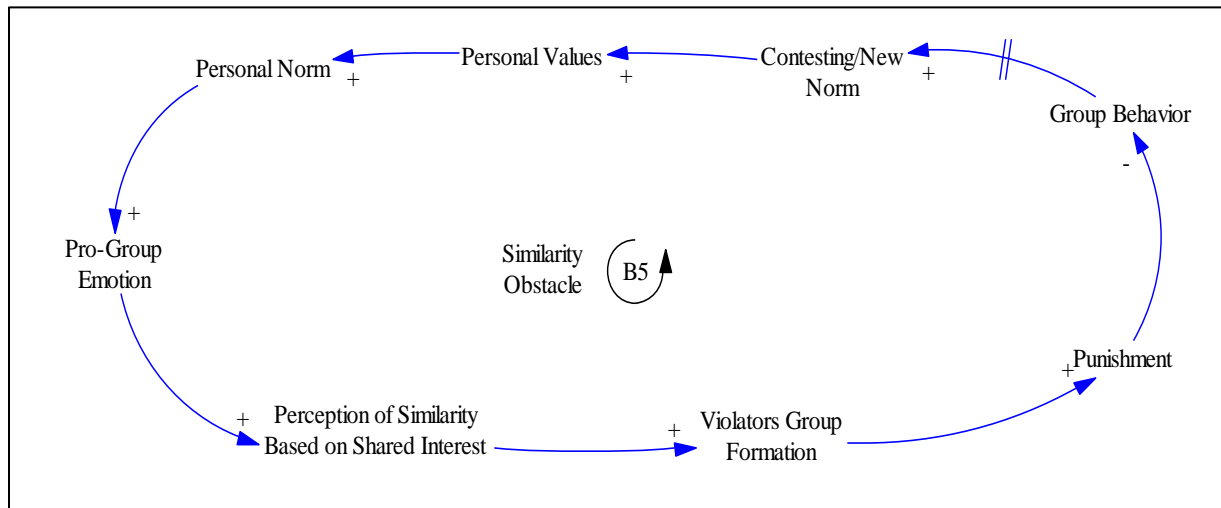 Personal Norm
+
Personal Values
+
Contesting/New
Norm
+
Group Behavior
-
+
Pro-Group
Emotion
Similarity
Obstacle
B5
Punishment
+
+
Perception of Similarity
Based on Shared Interest
+
Violators Group
Formation